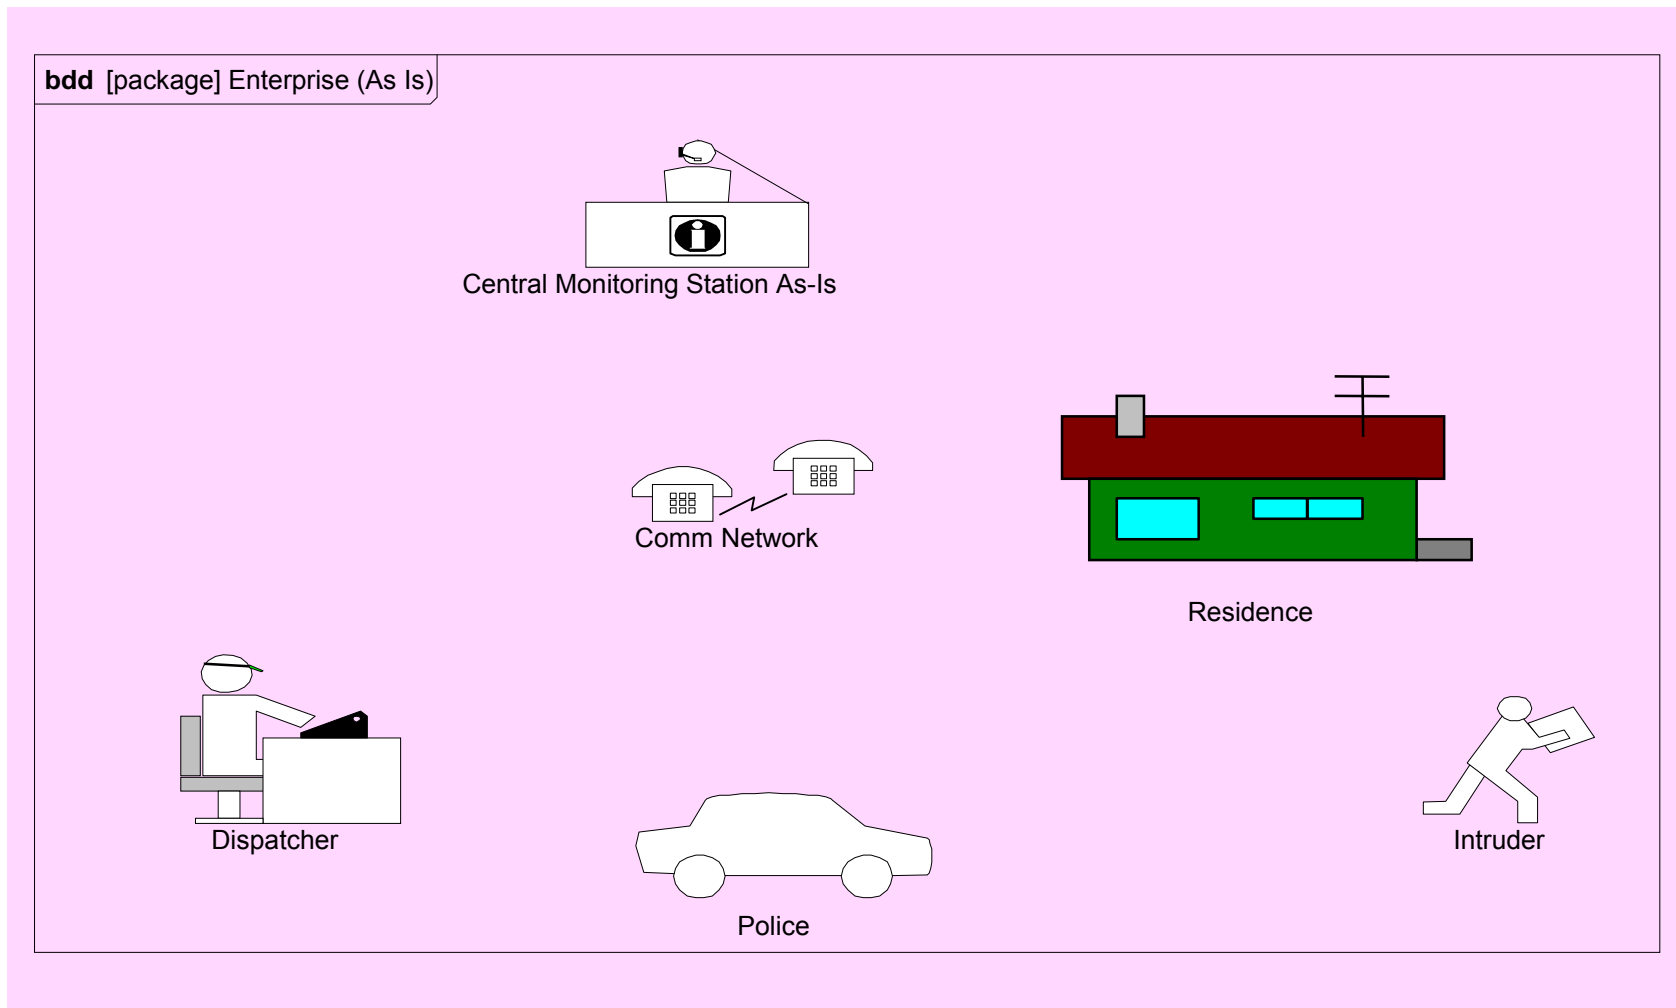 bdd [package] Enterprise (As Is)
Central Monitoring Station As-Is
Comm Network
Residence
Dispatcher
Intruder
Police